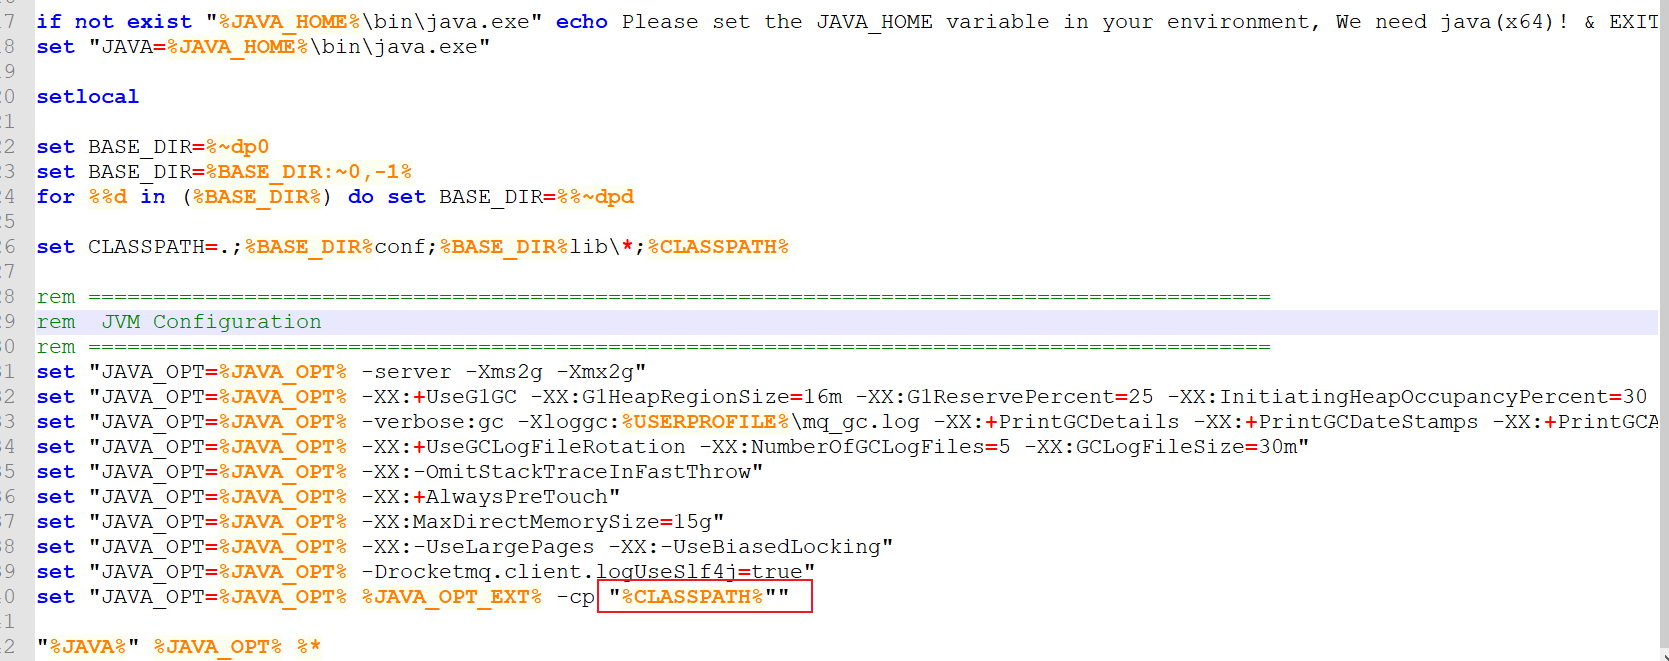 7 if not exist "%JAVA_HOME%\bin\java.exe" echo Please set the JAVA_HOME variable in your environment, We need java(x64)! & EXIT
8 set "JAVA=%JAVA_HOME%\bin\java.exe"
9
0 setlocal
1
2 set BASE_DIR=%~dp0
3 set BASE_DIR=%BASE_DIR:~0,-1%
4 for %%d in (%BASE_DIR%) do set BASE_DIR=%%~dpd
5
6 set CLASSPATH=.;%BASE_DIR%conf;%BASE_DIR%lib\*;%CLASSPATH%
7
8 rem ===========================================================================================
9 rem  JVM Configuration
0 rem ===========================================================================================
1 set "JAVA_OPT=%JAVA_OPT% -server -Xms2g -Xmx2g"
2 set "JAVA_OPT=%JAVA_OPT% -XX:+UseG1GC -XX:G1HeapRegionSize=16m -XX:G1ReservePercent=25 -XX:InitiatingHeapOccupancyPercent=30
3 set "JAVA_OPT=%JAVA_OPT% -verbose:gc -Xloggc:%USERPROFILE%\mq_gc.log -XX:+PrintGCDetails -XX:+PrintGCDateStamps -XX:+PrintGCA
4 set "JAVA_OPT=%JAVA_OPT% -XX:+UseGCLogFileRotation -XX:NumberOfGCLogFiles=5 -XX:GCLogFileSize=30m"
5 set "JAVA_OPT=%JAVA_OPT% -XX:-OmitStackTraceInFastThrow"
6 set "JAVA_OPT=%JAVA_OPT% -XX:+AlwaysPreTouch"
7 set "JAVA_OPT=%JAVA_OPT% -XX:MaxDirectMemorySize=15g"
8 set "JAVA_OPT=%JAVA_OPT% -XX:-UseLargePages -XX:-UseBiasedLocking"
9 set "JAVA_OPT=%JAVA_OPT% -Drocketmq.client.logUseSlf4j=true"
0 set "JAVA_OPT=%JAVA_OPT% %JAVA_OPT_EXT% -cp "%CLASSPATH%""
41
2 "%JAVA%" %JAVA_OPT% %*